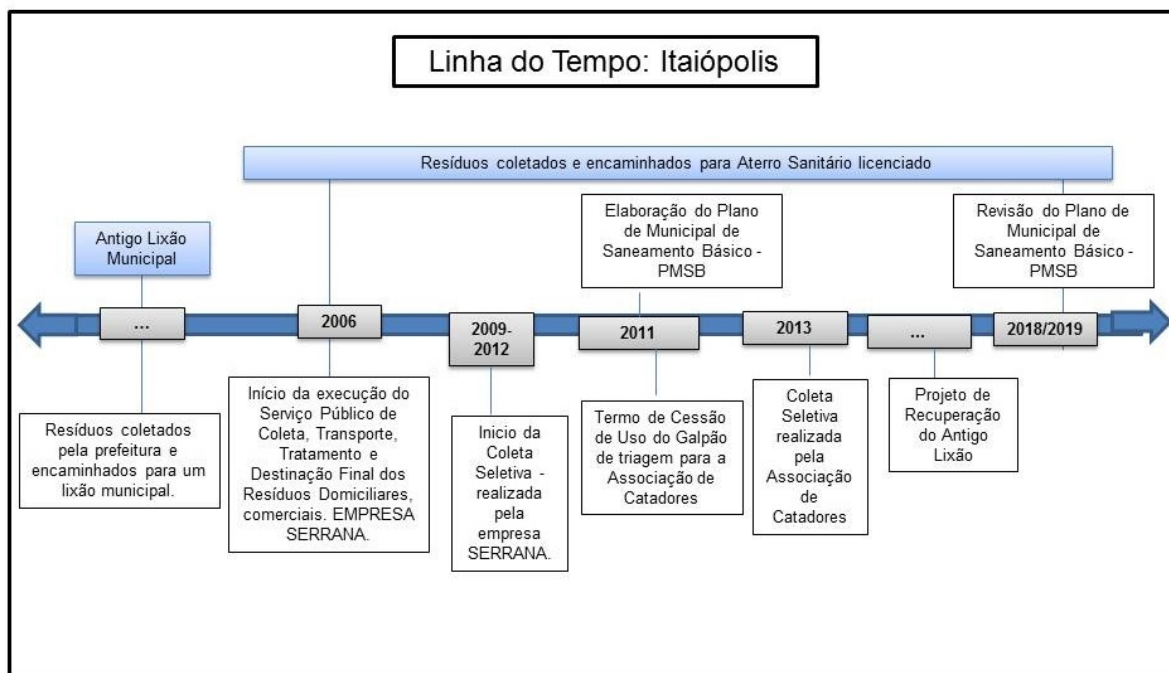 Linha do Tempo: Itaiópolis
Resíduos coletados e encaminhados para Aterro Sanitário licenciado
Antigo Lixão
Municipal
Elaboração do Plano
de Municipal de
Saneamento Básico -
PMSB
Revisão do Plano de
Municipal de
Saneamento Básico -
PMSB
...
2006
2009-
2012
2011
2013
...
2018/2019
Resíduos coletados
pela prefeitura e
encaminhados para um
lixão municipal.
Início da execução do
Serviço Público de
Coleta, Transporte,
Tratamento e
Destinação Final dos
Resíduos Domiciliares,
comerciais. EMPRESA
SERRANA.
Inicio da
Coleta
Seletiva -
realizada
pela
empresa
SERRANA.
Termo de Cessão
de Uso do Galpão
de triagem para a
Associação de
Catadores
Coleta
Seletiva
realizada
pela
Associação
de
Catadores
Projeto de
Recuperação
do Antigo
Lixão